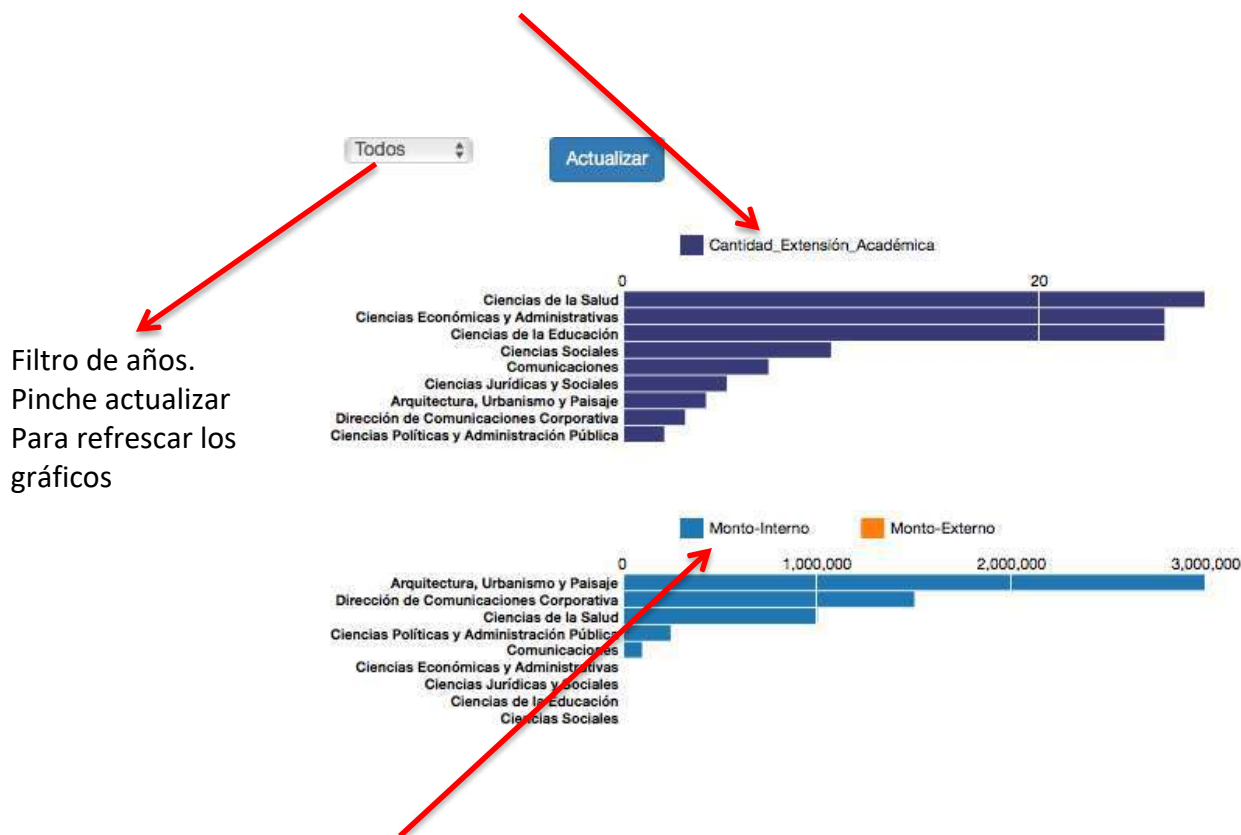 Todos
Actualizar
Cantidad_Extensión_Académica
0 20
Ciencias de la Salud
Ciencias Económicas y Administrativas
Ciencias de la Educación
Ciencias Sociales
Comunicaciones
Ciencias Jurídicas y Sociales
Arquitectura, Urbanismo y Paisaje
Dirección de Comunicaciones Corporativa
Ciencias Políticas y Administración Pública
Filtro de años.
Pinche actualizar
Para refrescar los
gráficos
Monto-Interno Monto-Externo
0 1,000,000 2,000,000 3,000,000
Arquitectura, Urbanismo y Paisaje
Dirección de Comunicaciones Corporativa
Ciencias de la Salud
Ciencias Políticas y Administración Pública
Comunicaciones
Ciencias Económicas y Administrativas
Ciencias Jurídicas y Sociales
Ciencias de la Educación
Ciencias Sociales